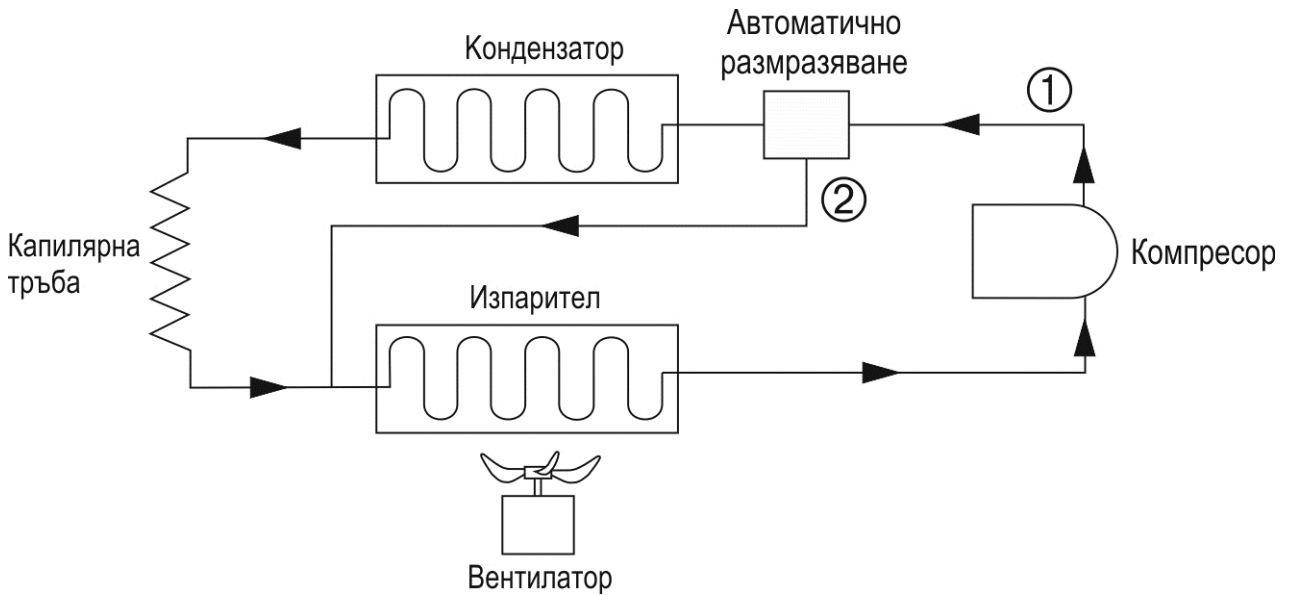 Автоматично
размразяване
Кондензатор
①
②
Капилярна
тръба
Компресор
Изпарител
Вентилатор